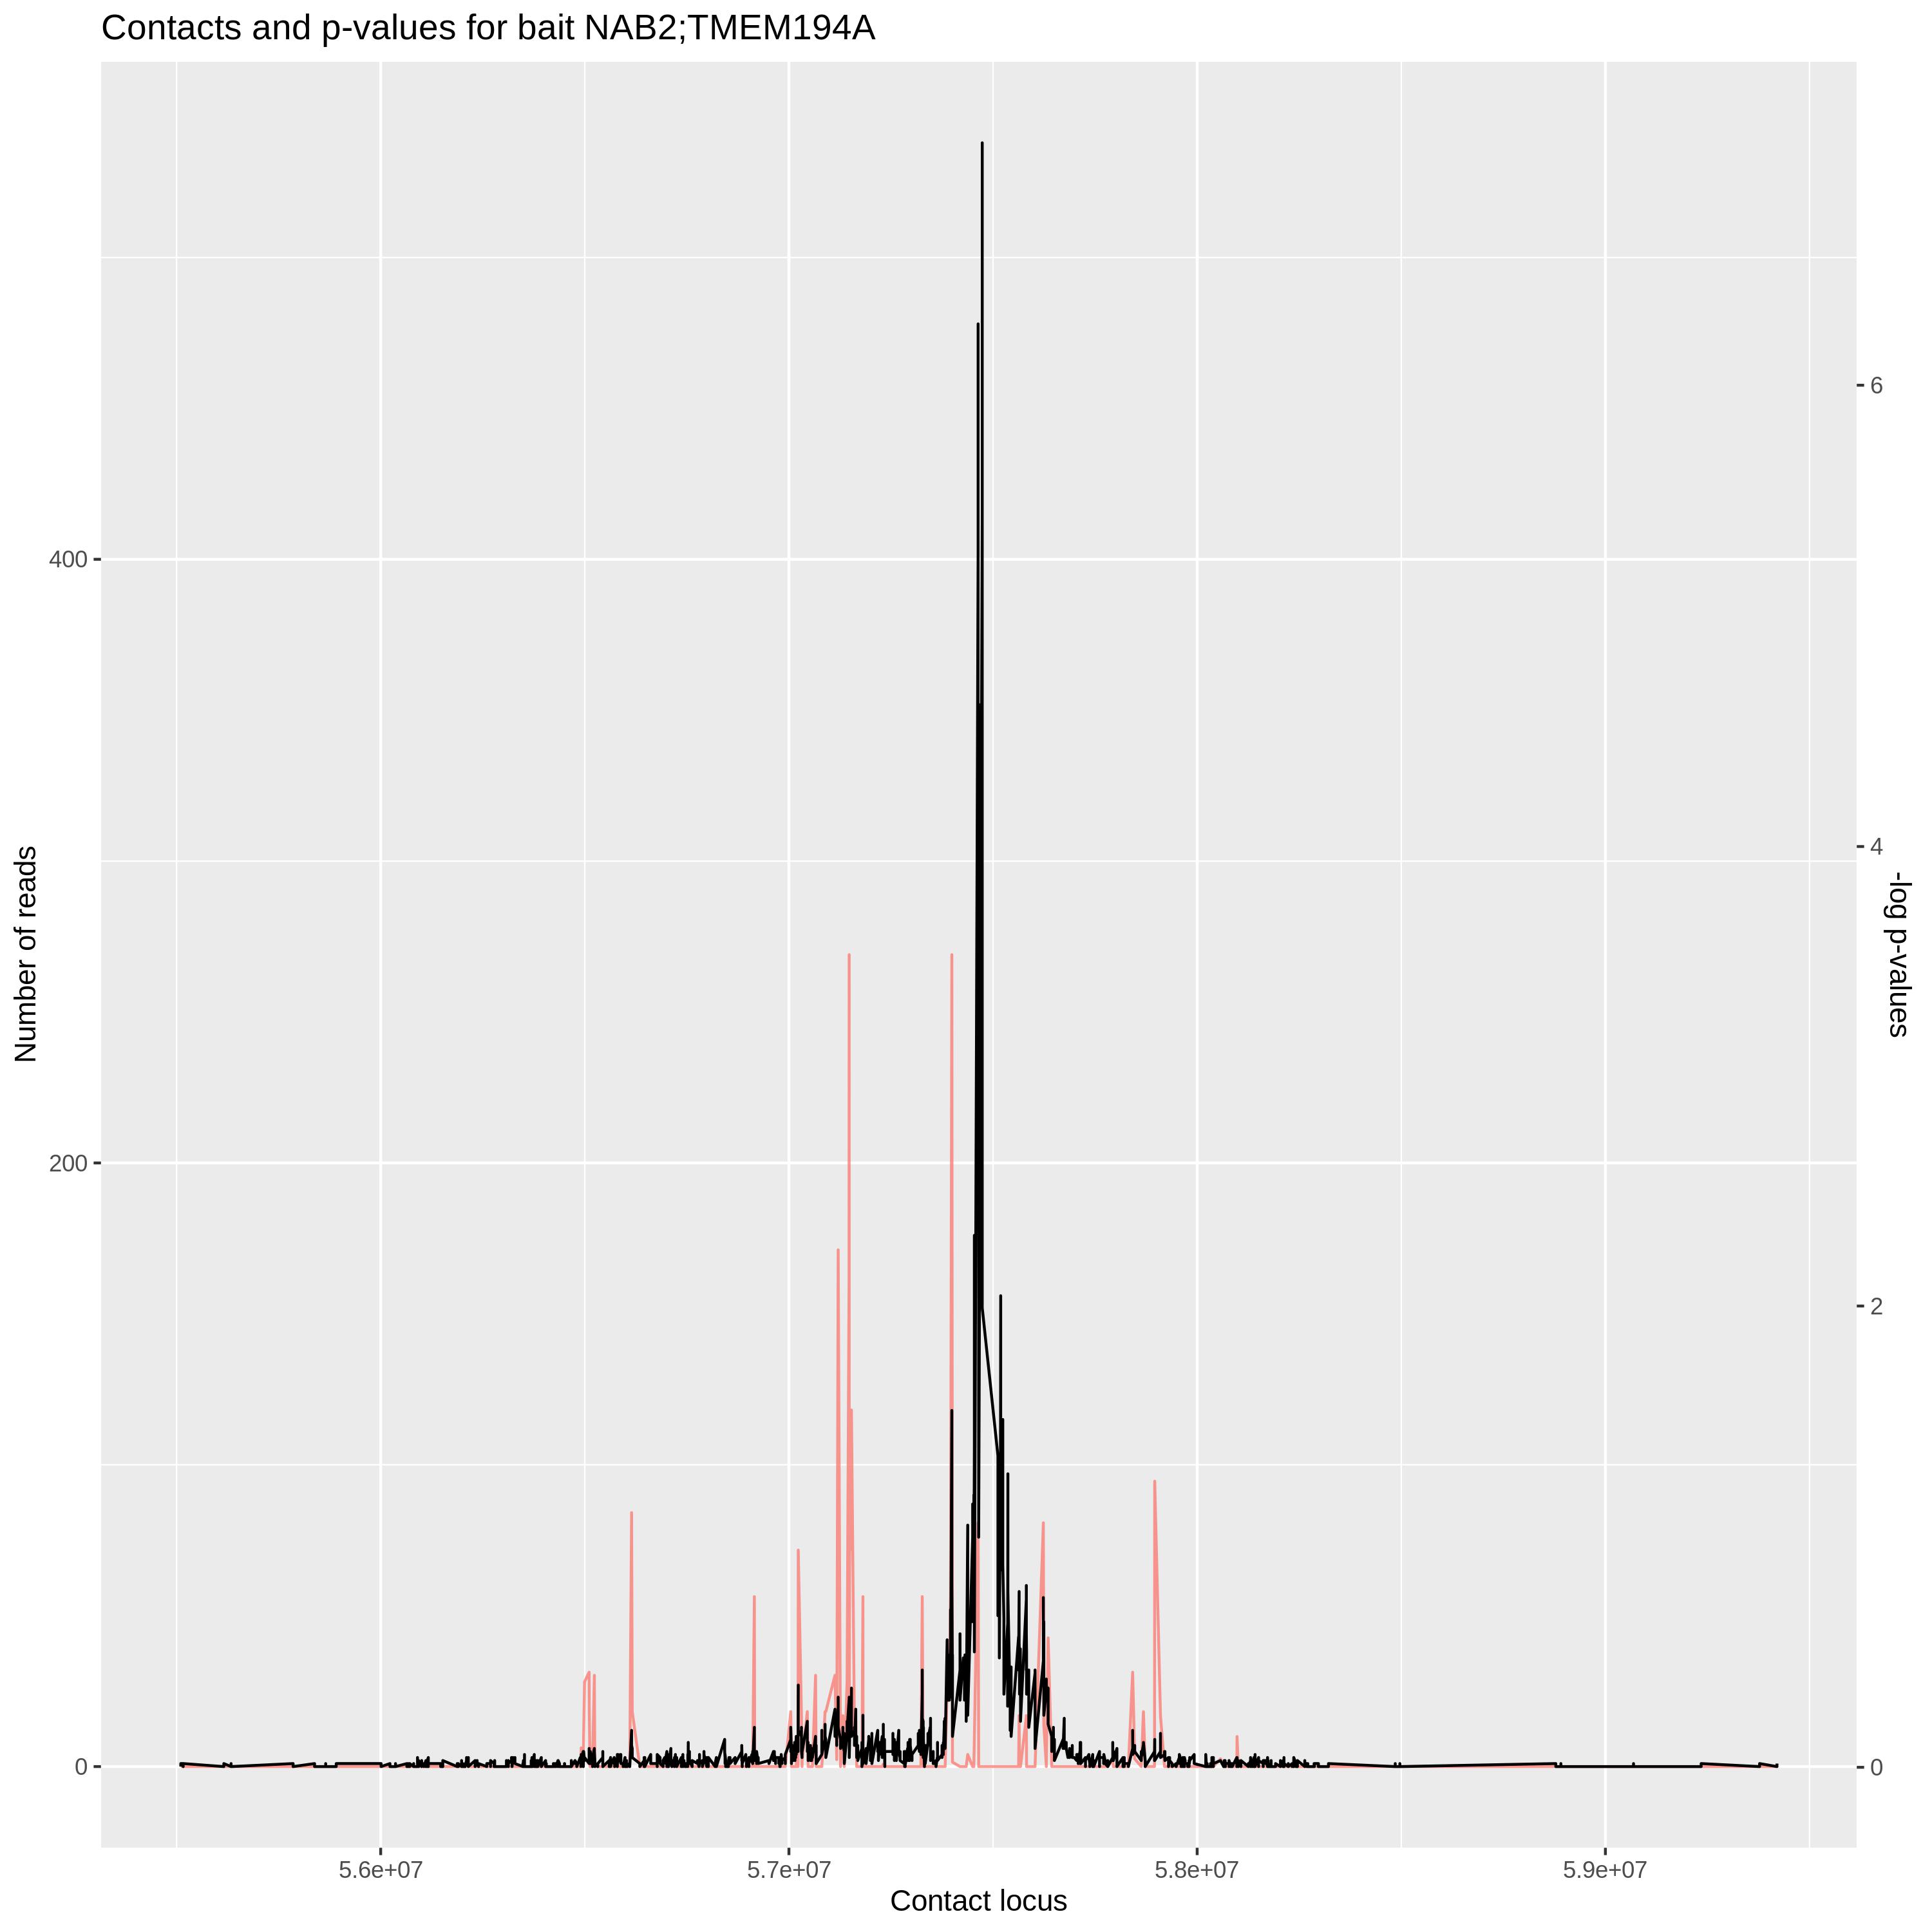 Contacts and p-values for bait NAB2;TMEM194A
Number of reads
400
200
0
6
4
2
0
-log p-values
5.6e+07
5.7e+07
5.8e+07
5.9e+07
Contact locus